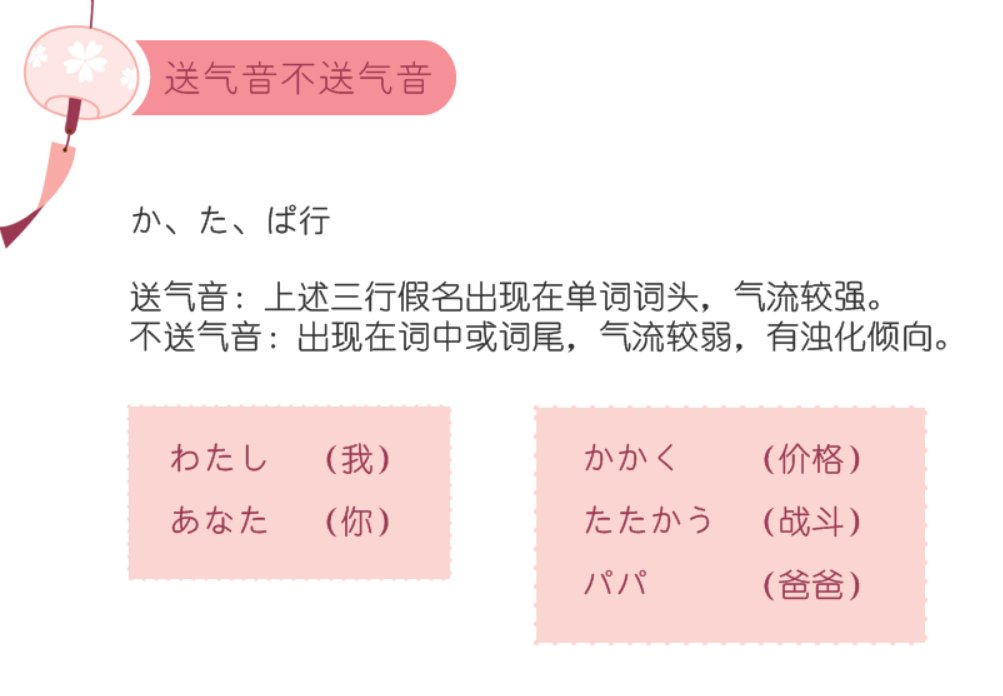 送气音不送气音
か、た、ぱ行
送气音：上述三行假名出现在单词词头，气流较强。
不送气音：出现在词中或词尾，气流较弱，有浊化倾向。
わたし （我）
あなた （你）
かかく （价格）
たたかう （战斗）
パパ （爸爸）